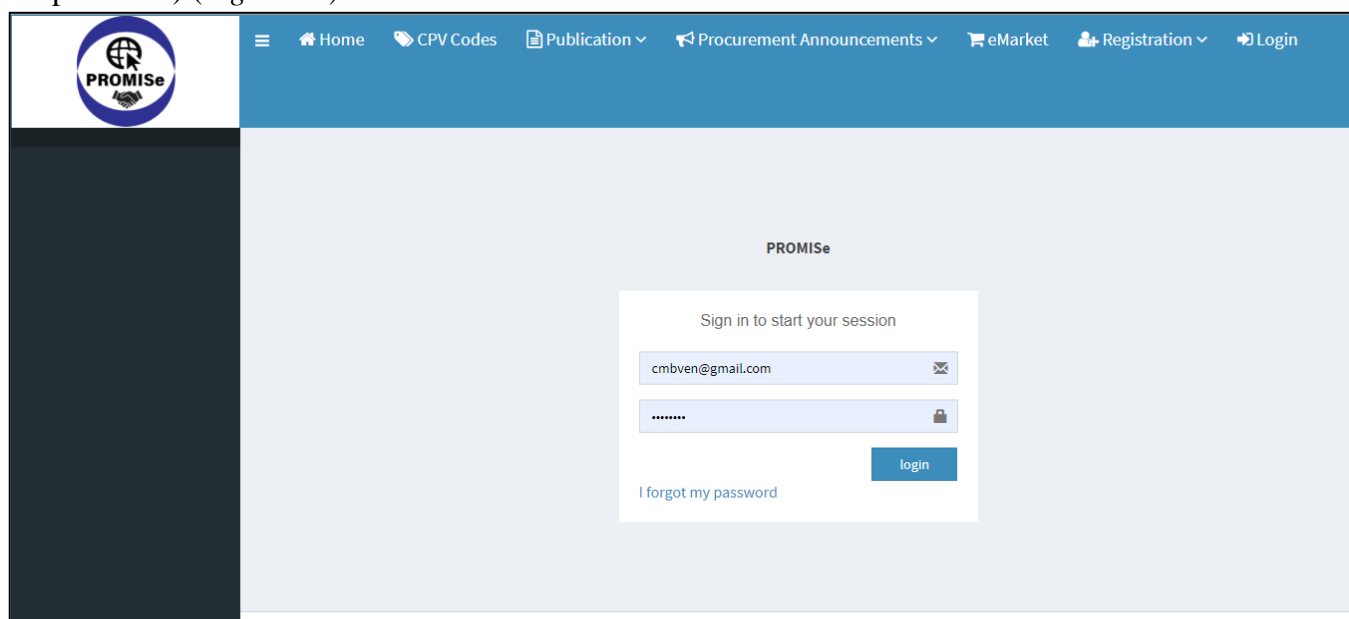 PROMISe
Home CPV Codes Publication Procurement Announcements eMarket Registration Login
PROMISe
Sign in to start your session
cmbven@gmail.com
••••••••
login
I forgot my password